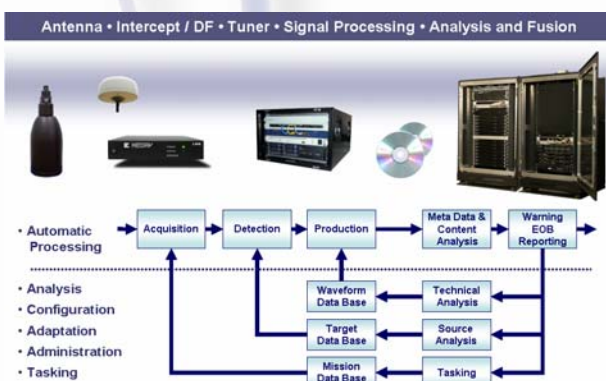 Antenna • Intercept / DF • Tuner • Signal Processing • Analysis and Fusion
• Automatic
Processing
Acquisition
Detection
Production
Meta Data &
Content
Analysis
Warning
EOB
Reporting
• Analysis
• Configuration
• Adaptation
• Administration
• Tasking
Waveform
Data Base
Technical
Analysis
Target
Data Base
Source
Analysis
Mission
Data Base
Tasking